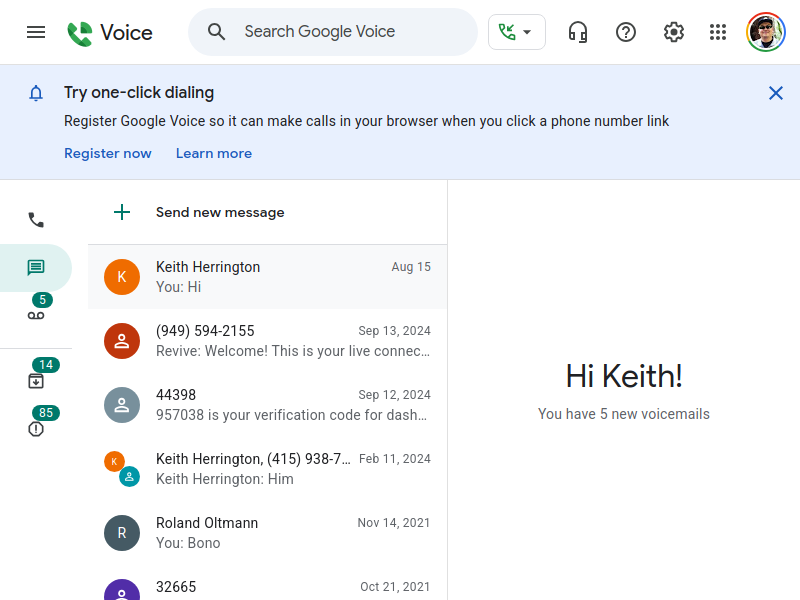 Voice
Search Google Voice
Try one-click dialing
Register Google Voice so it can make calls in your browser when you click a phone number link
Register now
Learn more
5
14
85
Send new message
K
Keith Herrington
Aug 15
You: Hi
(949) 594-2155
Sep 13, 2024
Revive: Welcome! This is your live connec...
44398
Sep 12, 2024
957038 is your verification code for dash...
K
Keith Herrington, (415) 938-7...
Feb 11, 2024
Keith Herrington: Him
R
Roland Oltmann
Nov 14, 2021
You: Bono
32665
Oct 21, 2021
Hi Keith!
You have 5 new voicemails